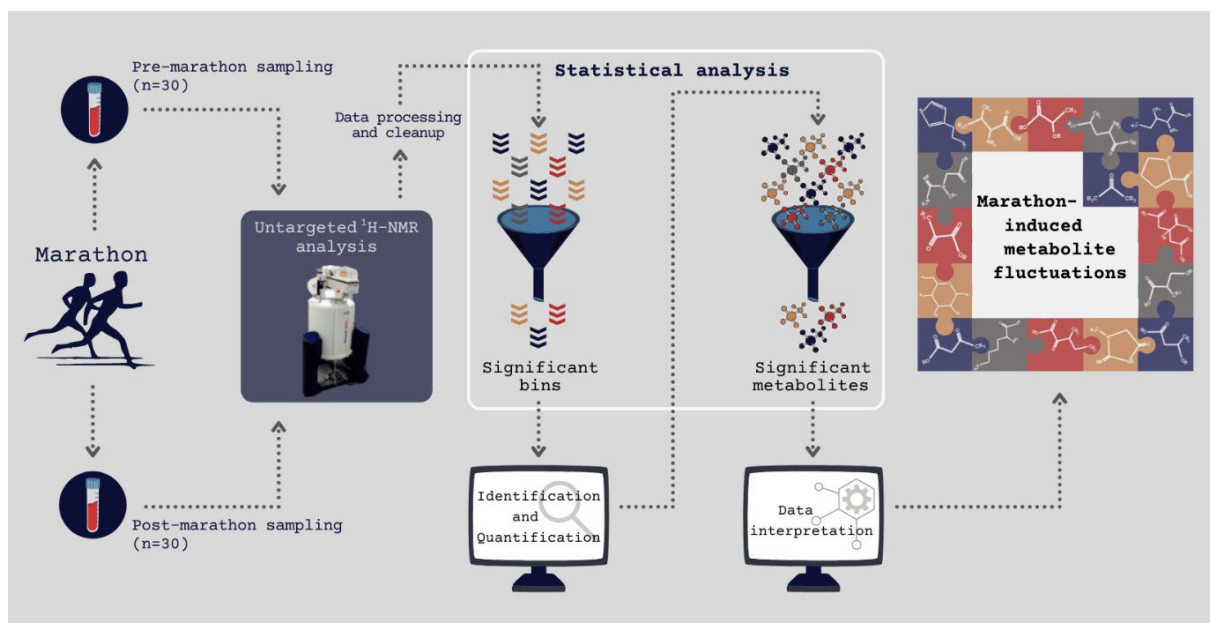 Pre-marathon sampling
(n=30)
Marathon
Post-marathon sampling
(n=30)
Untargeted ¹H-NMR
analysis
Data processing
and cleanup
Statistical analysis
Significant
bins
Identification
and
Quantification
Significant
metabolites
Data
interpretation
Marathon-
induced
metabolite
fluctuations